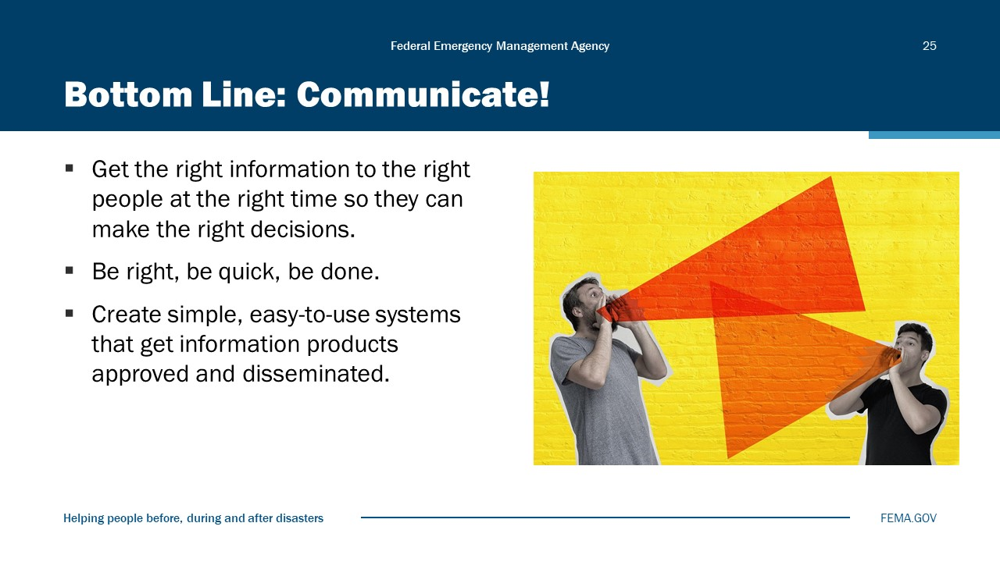 Federal Emergency Management Agency
25
Bottom Line: Communicate!
▪ Get the right information to the right
people at the right time so they can
make the right decisions.
▪ Be right, be quick, be done.
▪ Create simple, easy-to-use systems
that get information products
approved and disseminated.
Helping people before, during and after disasters
FEMA.GOV